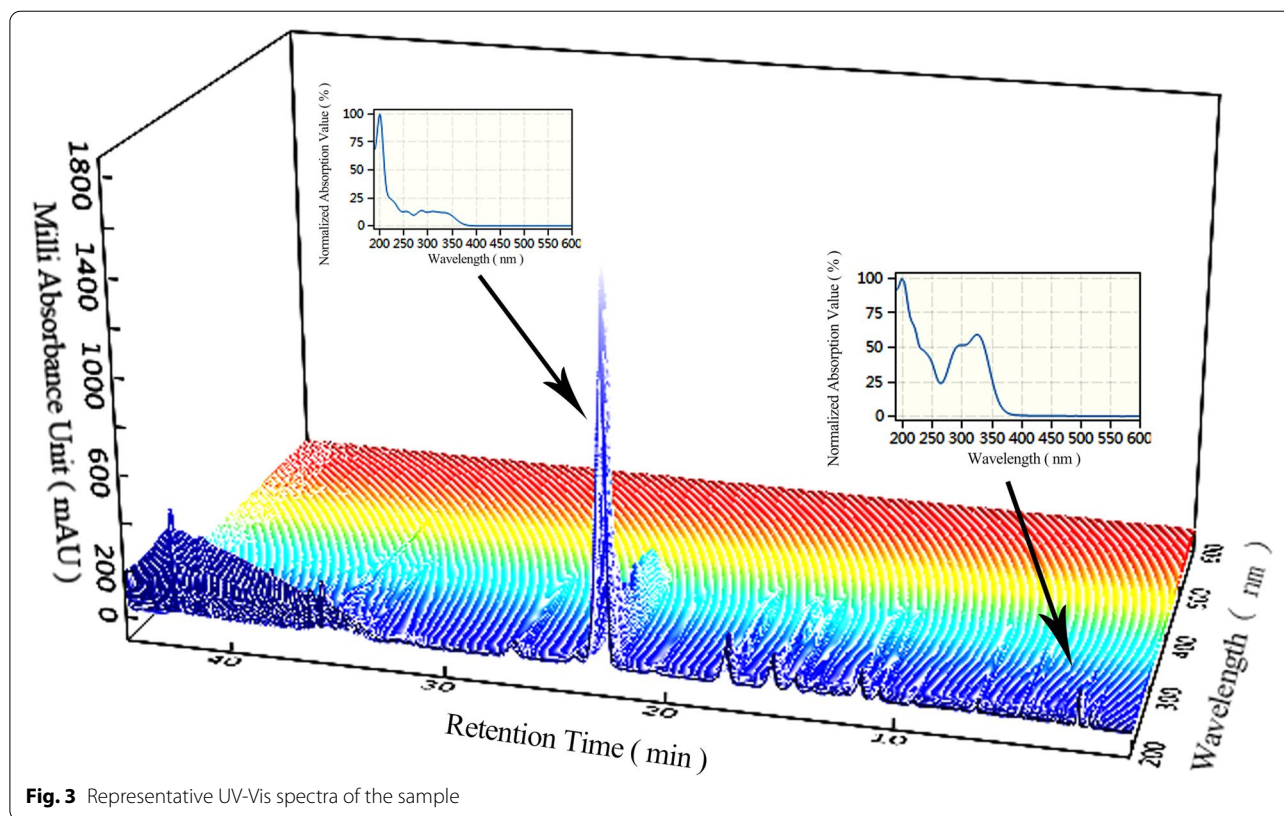 Normalized Absorption Value ( % )
100
75
50
25
0
200 250 300 350 400 450 500 550 600
Wavelength ( nm )
Normalized Absorption Value ( % )
100
75
50
25
0
200 250 300 350 400 450 500 550 600
Wavelength ( nm )
Milli Absorbance Unit ( mAU )
1800
1400
1000
600
200
0
40
30
20
10
Retention Time ( min )
200
300
400
500
600
Wavelength ( nm )
Fig. 3 Representative UV-Vis spectra of the sample